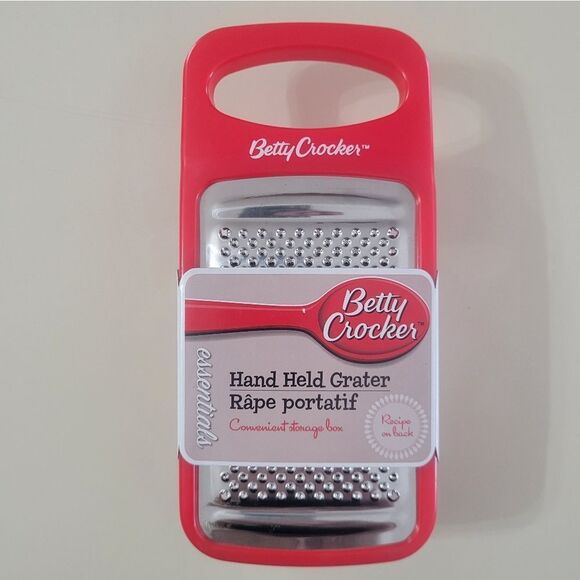 Betty Crocker™
Betty
Crocker™
essentials
Hand Held Grater
Râpe portatif
Convenient storage box
Recipe
on back